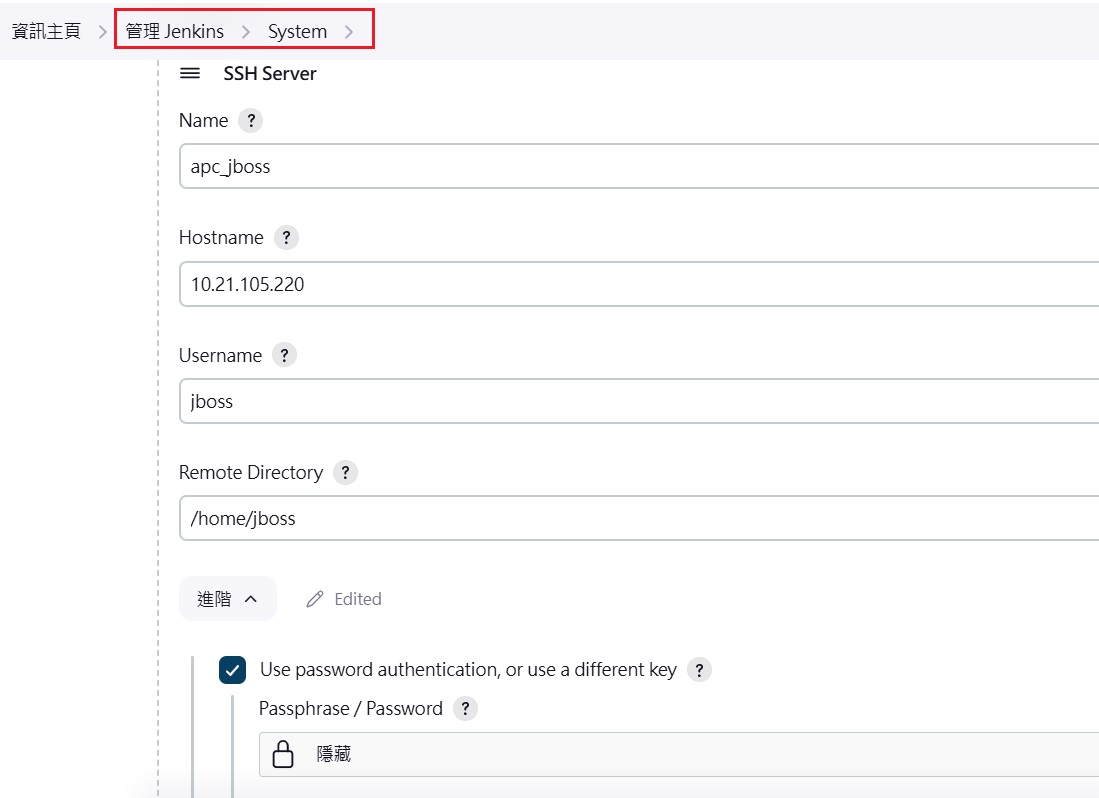 資訊主頁 > 管理 Jenkins > System >
SSH Server
Name ?
apc_jboss
Hostname ?
10.21.105.220
Username ?
jboss
Remote Directory ?
/home/jboss
進階 Edited
Use password authentication, or use a different key ?
Passphrase / Password ?
隱藏